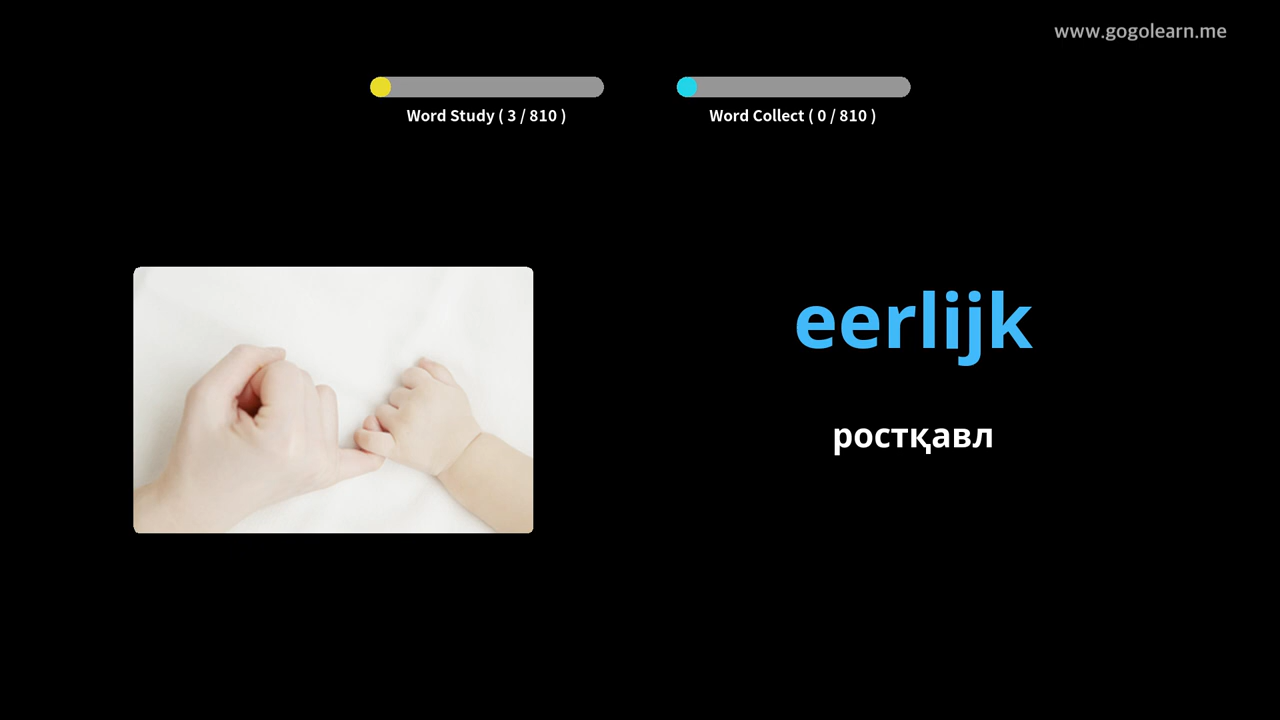 www.gogolearn.me
Word Study ( 3 / 810 )
Word Collect ( 0 / 810 )
eerlijk
ростқавл